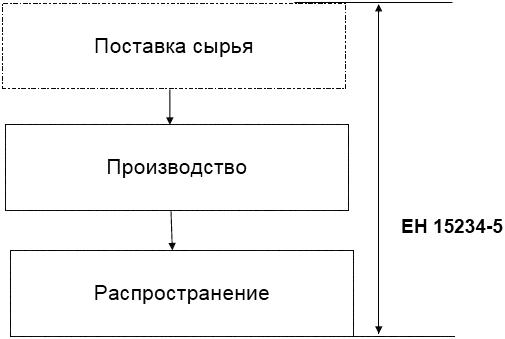 Поставка сырья
Производство
ЕН 15234-5
Распространение